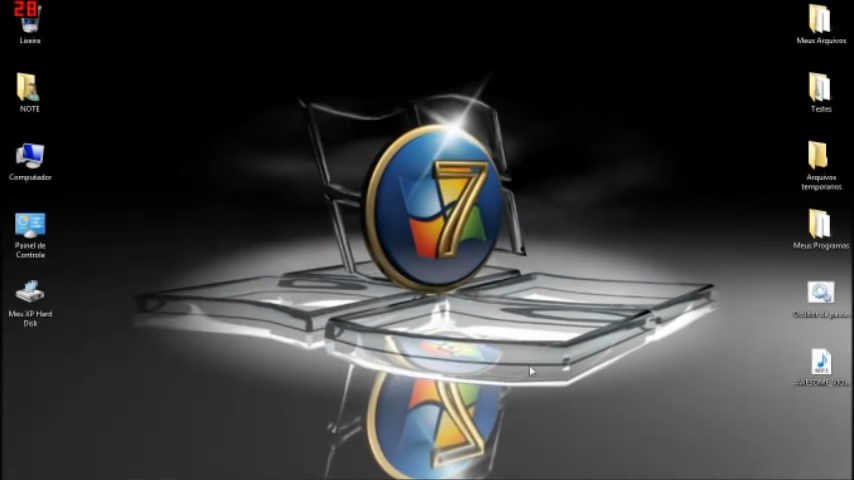 28
Lixeira
NOTE
Computador
Painel de
Controle
Meu XP Hard
Disk
7
Meus Arquivos
Testes
Arquivos
temporarios
Meus Programas
MP3